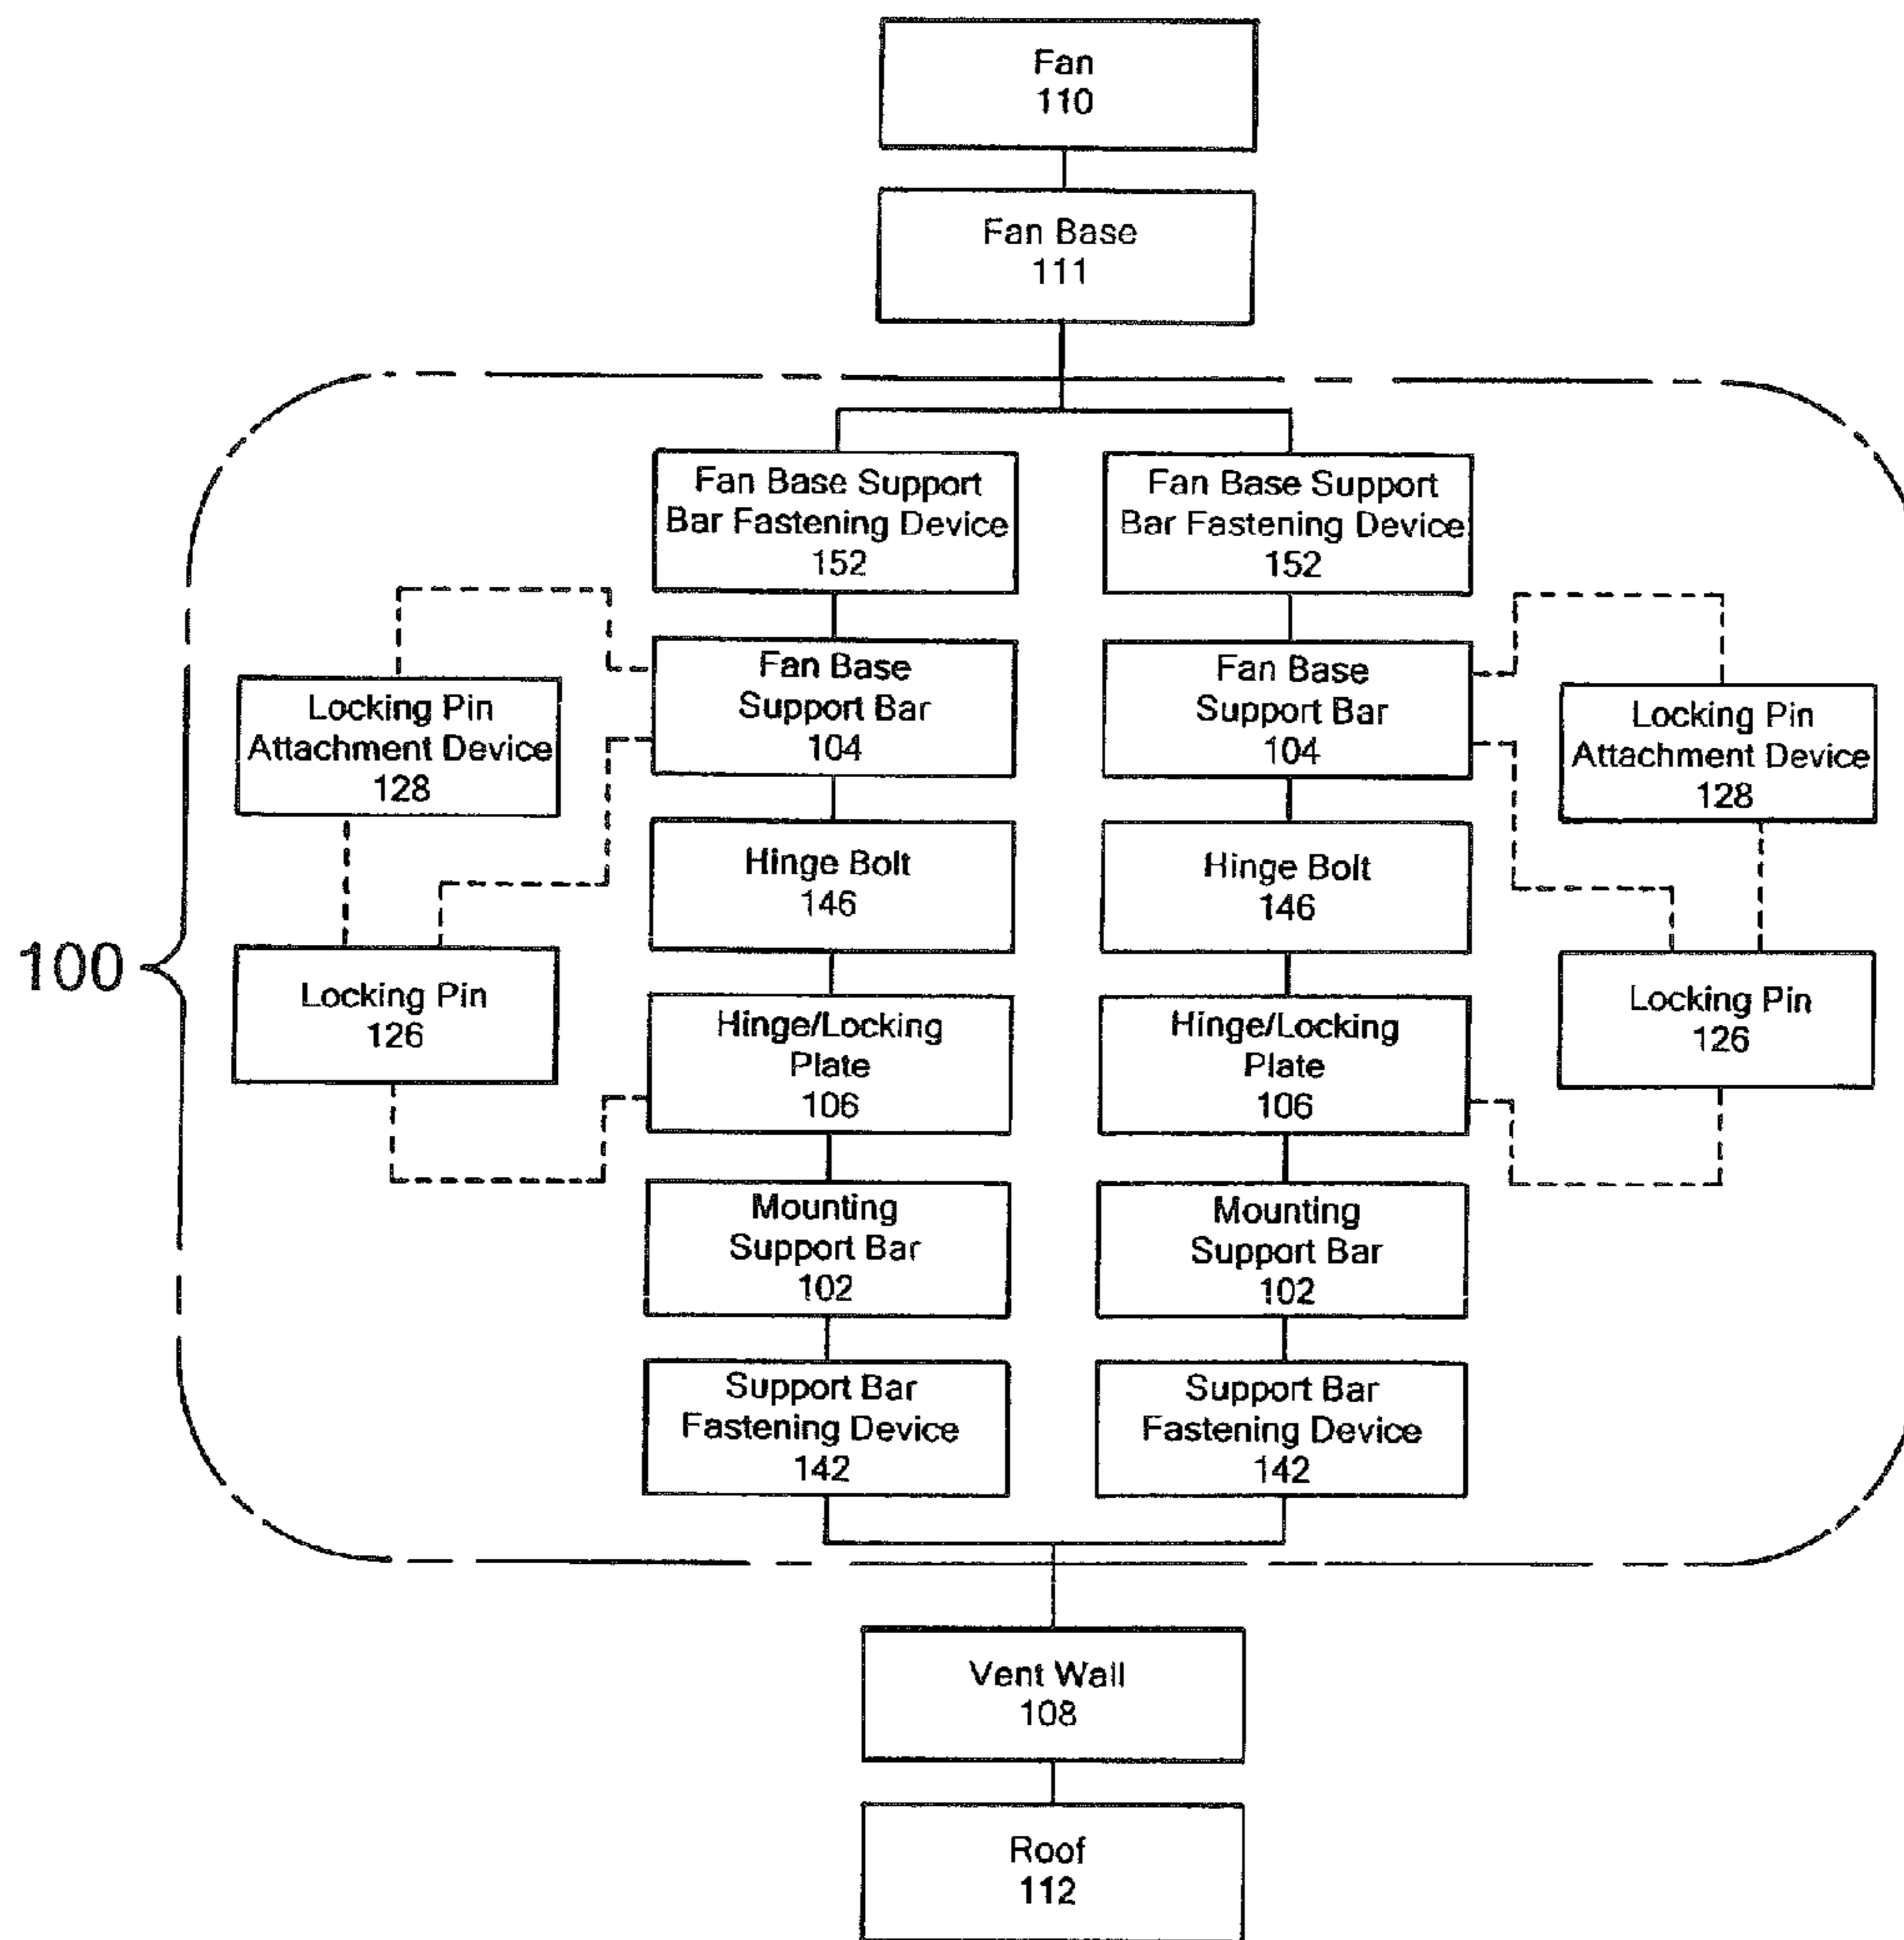 Fan
110
Fan Base
111
Fan Base Support
Bar Fastening Device
152
Fan Base Support
Bar Fastening Device
152
Locking Pin
Attachment Device
128
Fan Base
Support Bar
104
Fan Base
Support Bar
104
Locking Pin
Attachment Device
128
Hinge Bolt
146
Hinge Bolt
146
100
Locking Pin
126
Hinge/Locking
Plate
106
Hinge/Locking
Plate
106
Locking Pin
126
Mounting
Support Bar
102
Mounting
Support Bar
102
Support Bar
Fastening Device
142
Support Bar
Fastening Device
142
Vent Wall
108
Roof
112